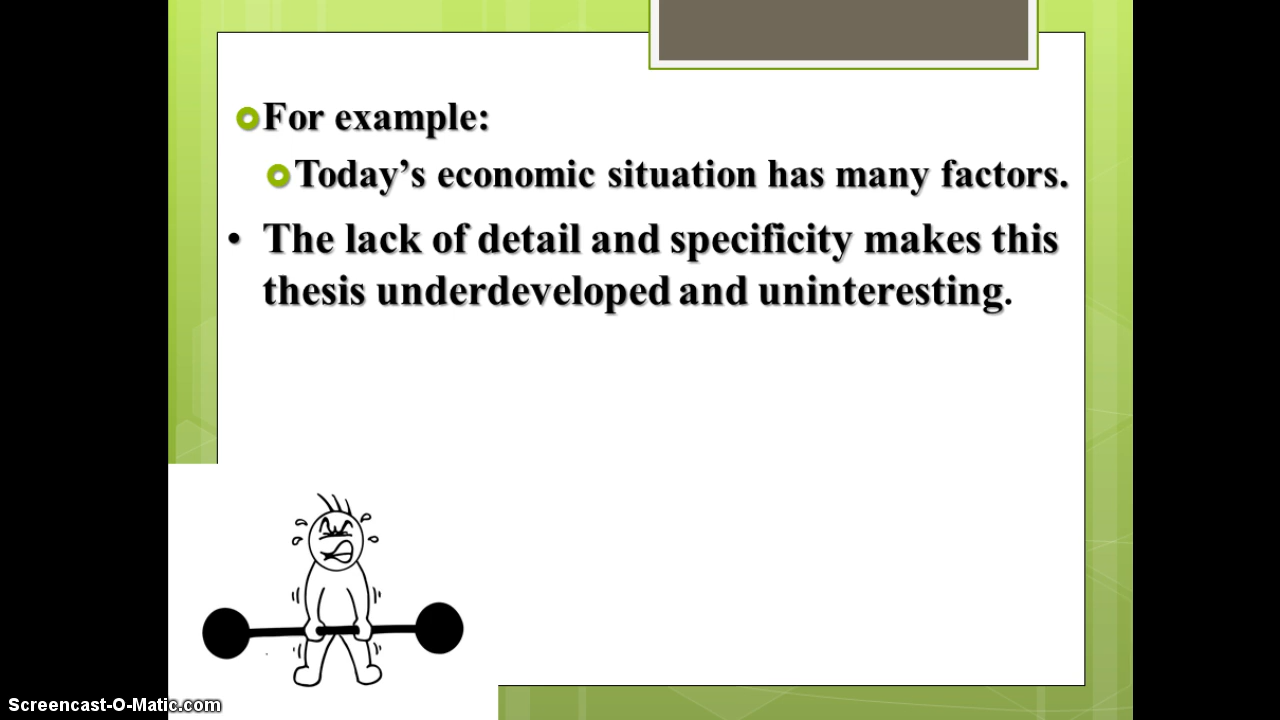 For example:
Today’s economic situation has many factors.
• The lack of detail and specificity makes this
thesis underdeveloped and uninteresting.
Screencast-O-Matic.com